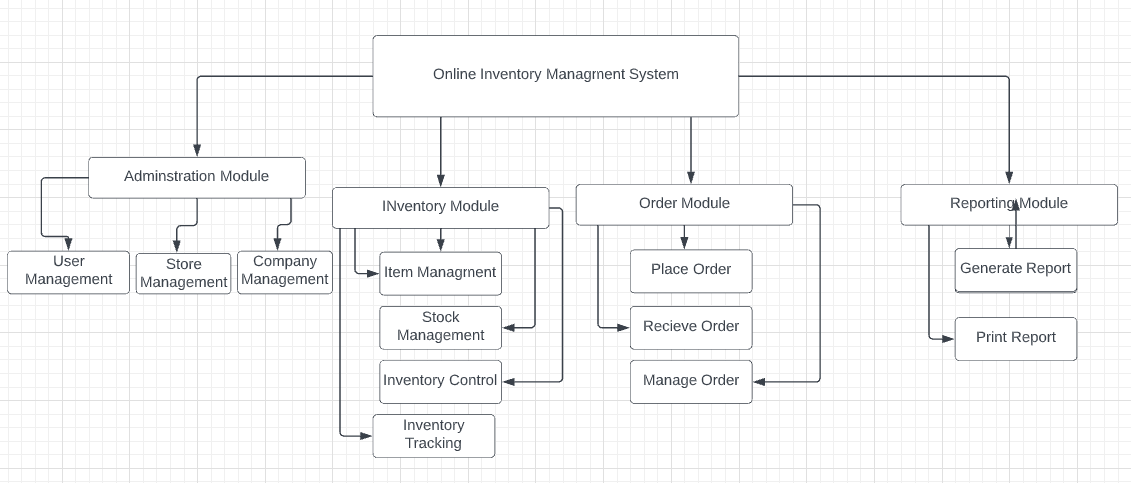 Online Inventory Managrnent System
Adminstration Module
User
Management
Store
Management
Company
Management
INventory Module
Item Managrnent
Stock
Management
Inventory Control
Inventory
Tracking
Order Module
Place Order
Recieve Order
Manage Order
Reporting Module
Generate Report
Print Report